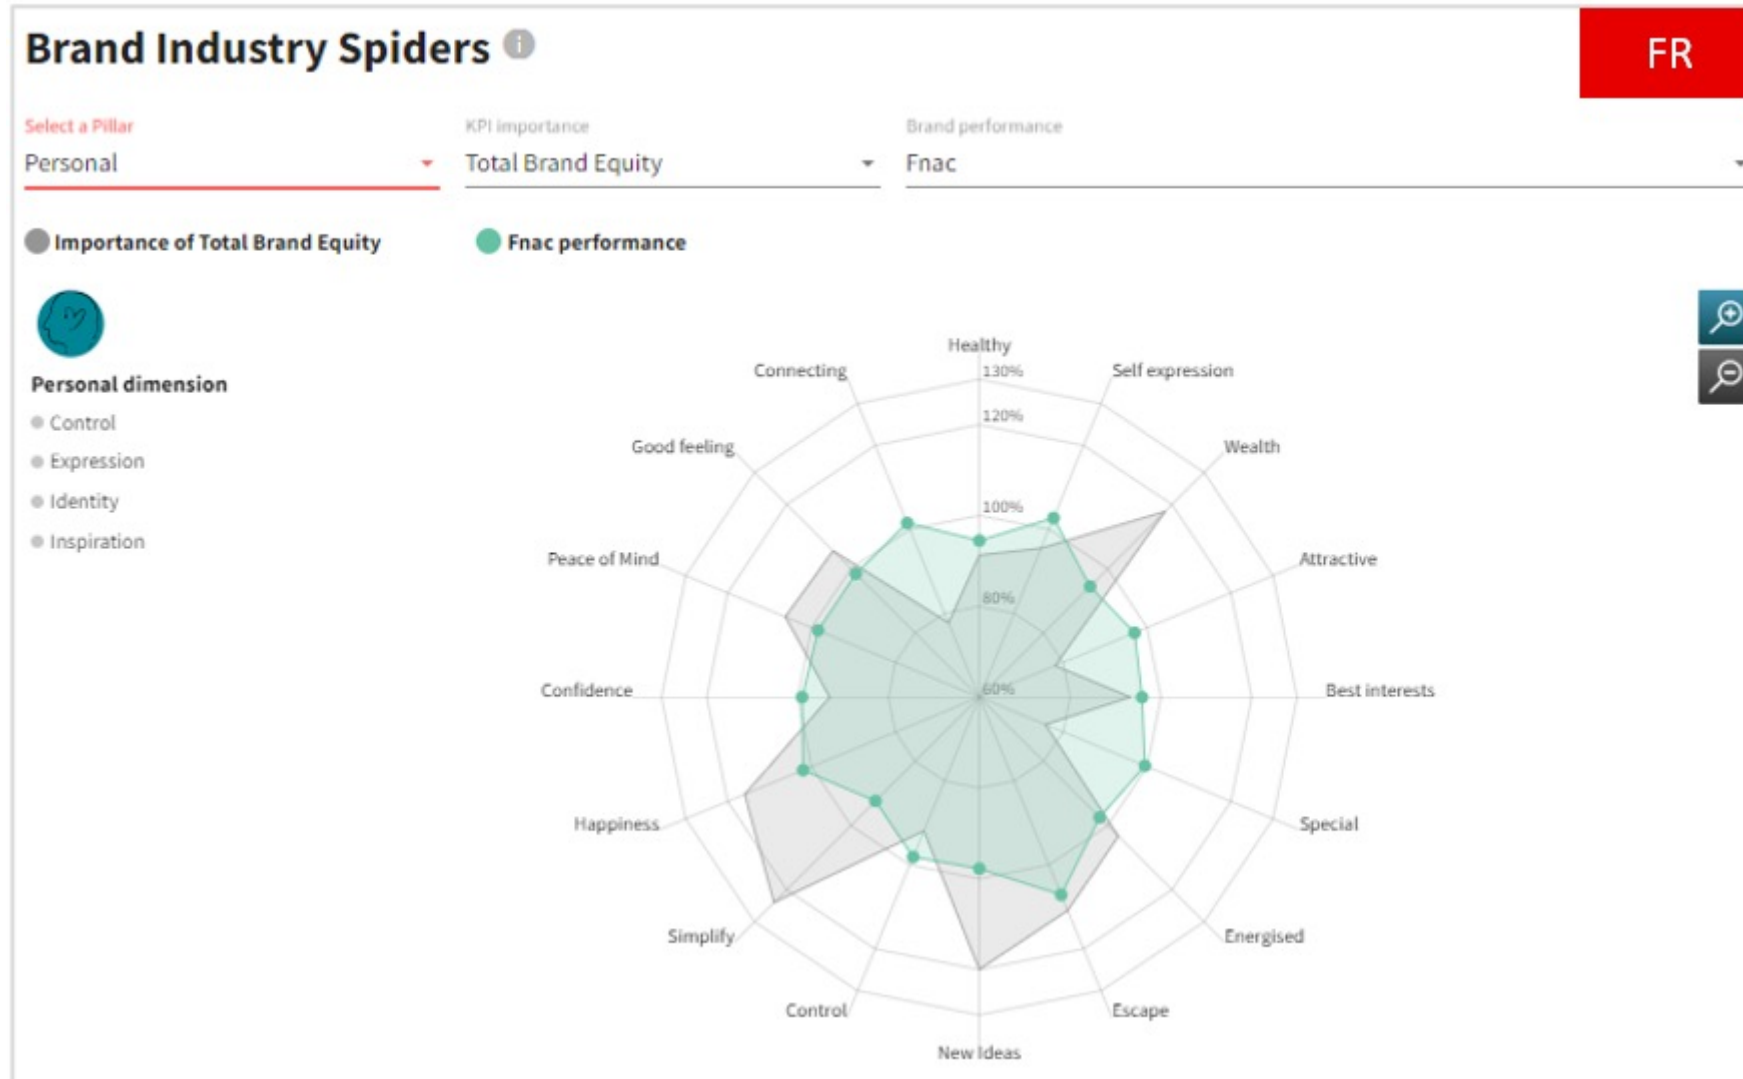 Brand Industry Spiders i
FR
Select a Pillar
Personal
KPI importance
Total Brand Equity
Brand performance
Fnac
Importance of Total Brand Equity
Fnac performance
Personal dimension
Control
Expression
Identity
Inspiration
Healthy
130%
120%
100%
80%
60%
Self expression
Wealth
Attractive
Best interests
Special
Energised
Escape
New Ideas
Control
Simplify
Happiness
Confidence
Peace of Mind
Good feeling
Connecting